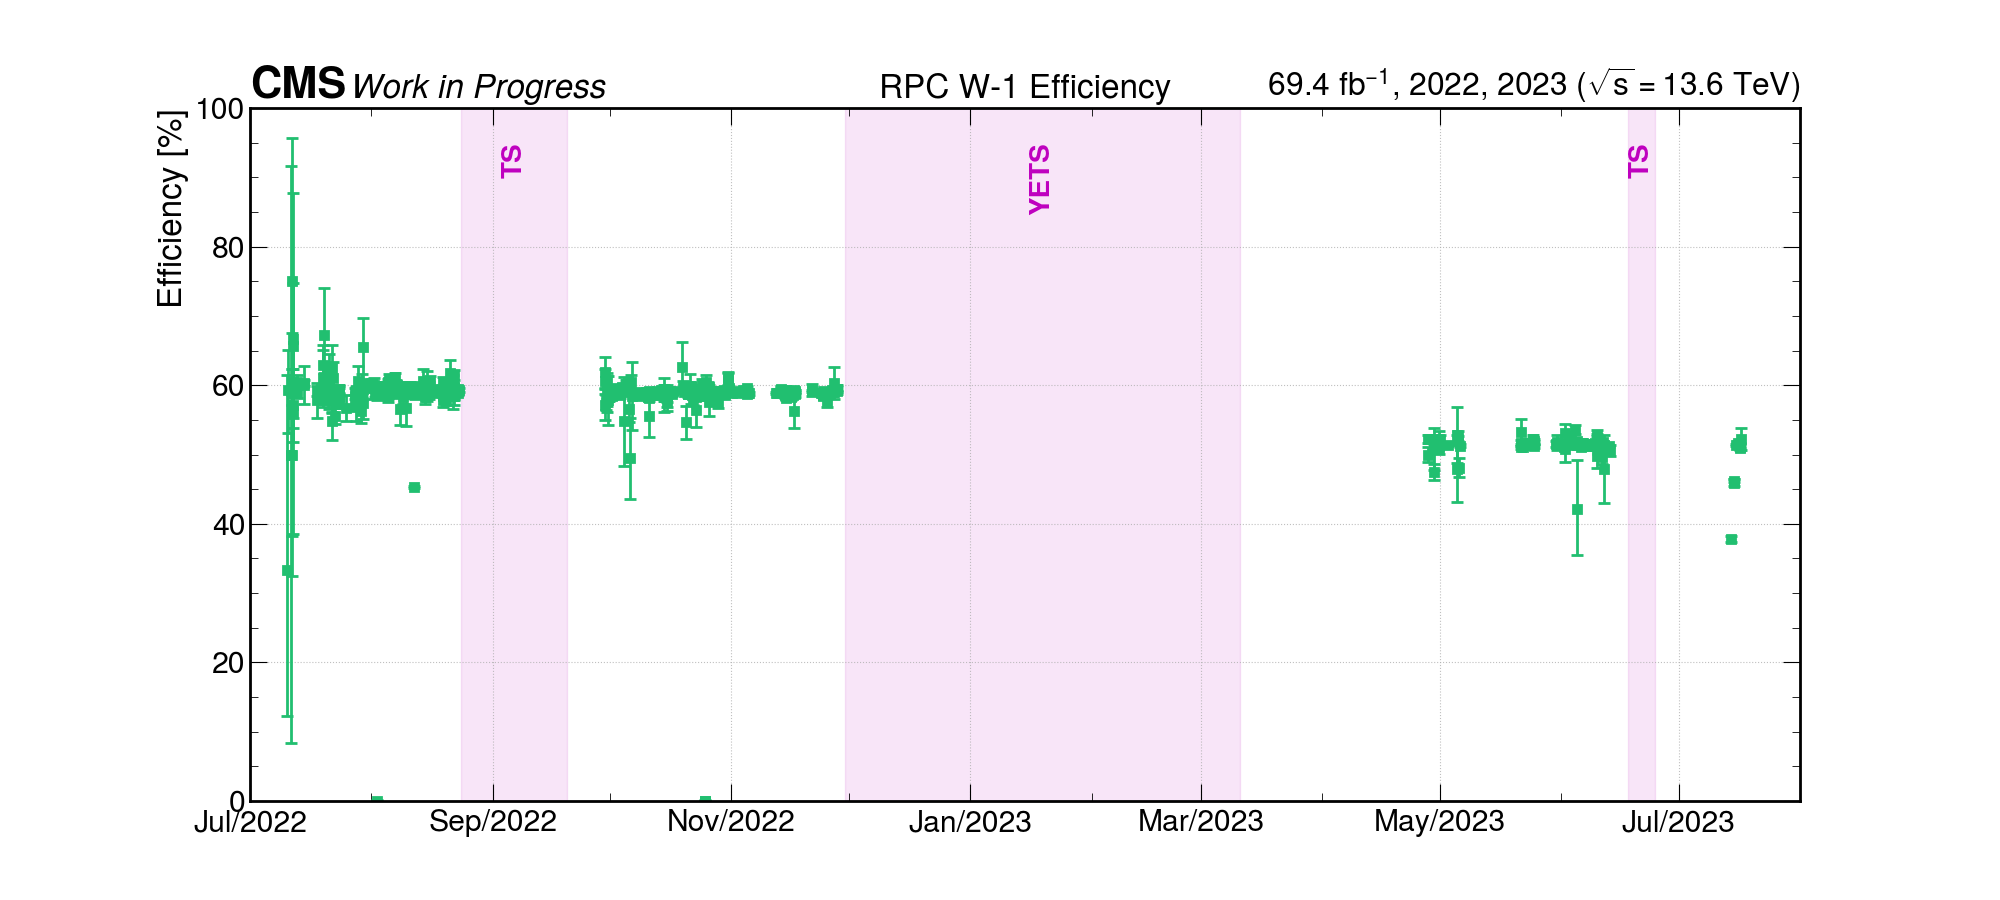 CMS Work in Progress RPC W-1 Efficiency 69.4 fb⁻¹, 2022, 2023 (√s = 13.6 TeV)
Efficiency [%]
100
80
60
40
20
0
TS
YETS
TS
Jul/2022 Sep/2022 Nov/2022 Jan/2023 Mar/2023 May/2023 Jul/2023